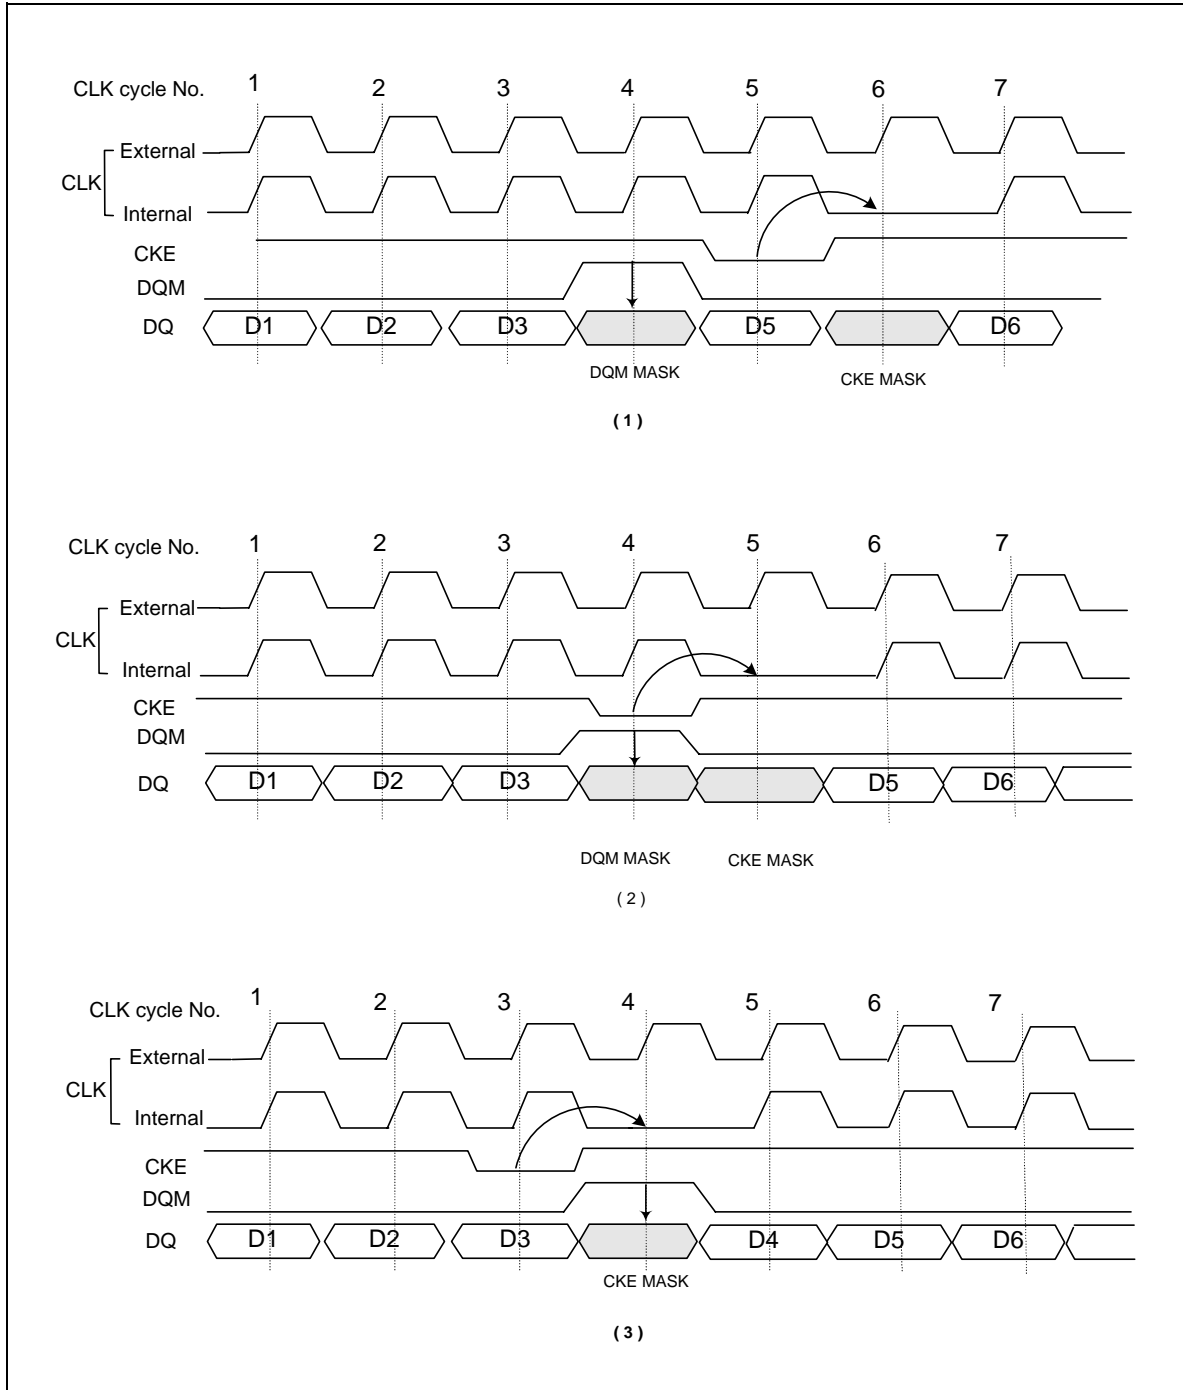 CLK cycle No. 1 2 3 4 5 6 7
External
CLK
Internal
CKE
DQM
DQ D1 D2 D3 D5 D6
DQM MASK CKE MASK
( 1 )
CLK cycle No. 1 2 3 4 5 6 7
External
CLK
Internal
CKE
DQM
DQ D1 D2 D3 D5 D6
DQM MASK CKE MASK
( 2 )
CLK cycle No. 1 2 3 4 5 6 7
External
CLK
Internal
CKE
DQM
DQ D1 D2 D3 D4 D5 D6
CKE MASK
( 3 )